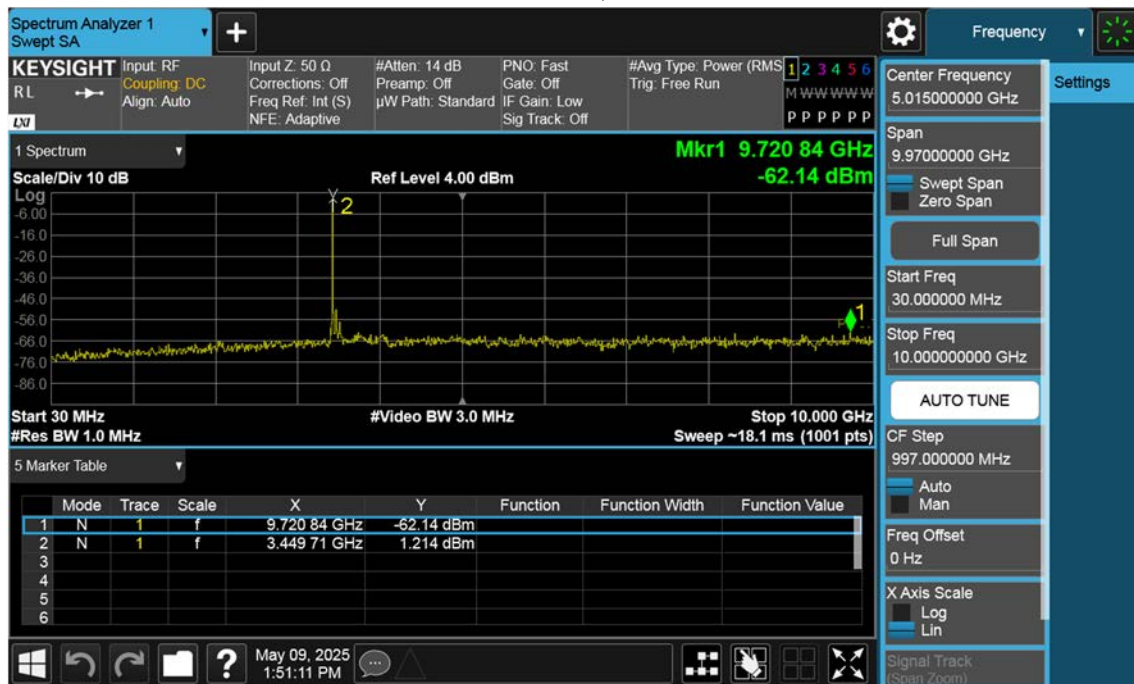 Spectrum Analyzer 1
Swept SA
+
Frequency
KEYSIGHT
RL
LXI
Input: RF
Coupling: DC
Align: Auto
Input Z: 50 Ω
Corrections: Off
Freq Ref: Int (S)
NFE: Adaptive
#Atten: 14 dB
Preamp: Off
µW Path: Standard
PNO: Fast
Gate: Off
IF Gain: Low
Sig Track: Off
#Avg Type: Power (RMS
Trig: Free Run
1 2 3 4 5 6
M W W W W W
P P P P P P
1 Spectrum
Scale/Div 10 dB
Ref Level 4.00 dBm
Mkr1 9.720 84 GHz
-62.14 dBm
Log
-6.00
-16.0
-26.0
-36.0
-46.0
-56.0
-66.0
-76.0
-86.0
2
1
Start 30 MHz
#Video BW 3.0 MHz
Stop 10.000 GHz
#Res BW 1.0 MHz
Sweep ~18.1 ms (1001 pts)
5 Marker Table
Mode Trace Scale X Y Function Function Width Function Value
1 N 1 f 9.720 84 GHz -62.14 dBm
2 N 1 f 3.449 71 GHz 1.214 dBm
3
4
5
6
Center Frequency
5.015000000 GHz
Span
9.97000000 GHz
Swept Span
Zero Span
Full Span
Start Freq
30.000000 MHz
Stop Freq
10.000000000 GHz
AUTO TUNE
CF Step
997.000000 MHz
Auto
Man
Freq Offset
0 Hz
X Axis Scale
Log
Lin
Signal Track
(Span Zoom)
Settings
?
May 09, 2025
1:51:11 PM